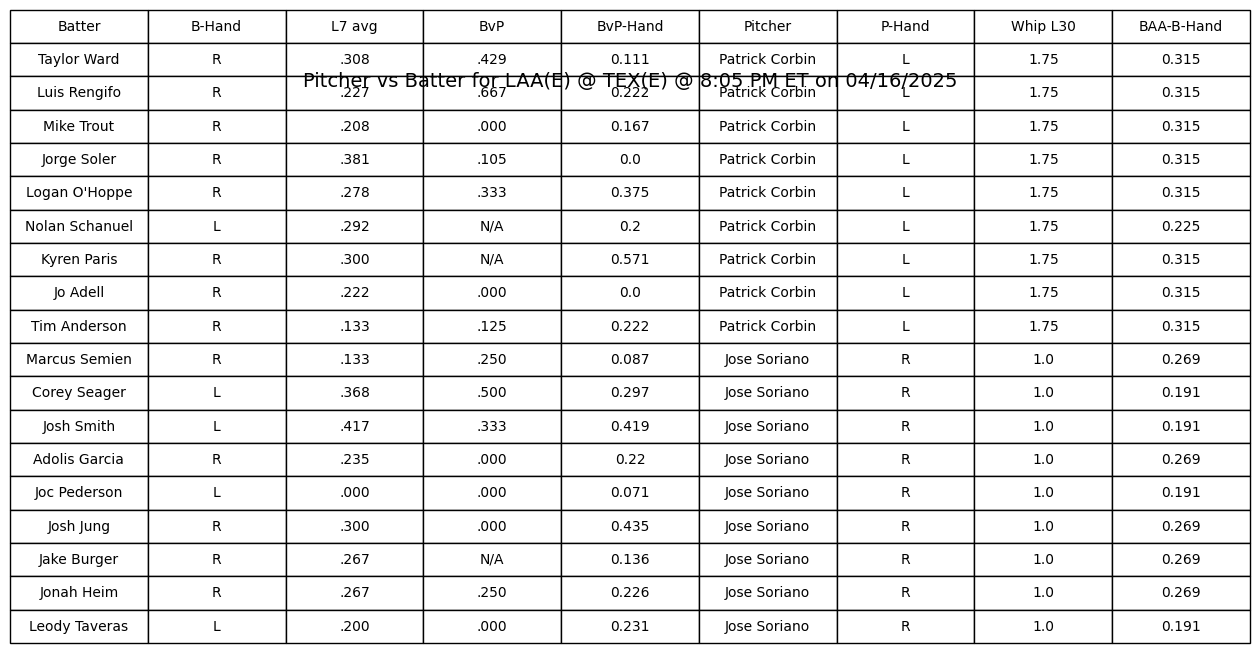 Batter B-Hand L7 avg BvP BvP-Hand Pitcher P-Hand Whip L30 BAA-B-Hand
Taylor Ward R .308 .429 0.111 Patrick Corbin L 1.75 0.315
Pitcher vs Batter for LAA(E) @ TEX(E) @ 8:05 PM ET on 04/16/2025
Luis Rengifo R .227 .667 0.222 Patrick Corbin L 1.75 0.315
Mike Trout R .208 .000 0.167 Patrick Corbin L 1.75 0.315
Jorge Soler R .381 .105 0.0 Patrick Corbin L 1.75 0.315
Logan O'Hoppe R .278 .333 0.375 Patrick Corbin L 1.75 0.315
Nolan Schanuel L .292 N/A 0.2 Patrick Corbin L 1.75 0.225
Kyren Paris R .300 N/A 0.571 Patrick Corbin L 1.75 0.315
Jo Adell R .222 .000 0.0 Patrick Corbin L 1.75 0.315
Tim Anderson R .133 .125 0.222 Patrick Corbin L 1.75 0.315
Marcus Semien R .133 .250 0.087 Jose Soriano R 1.0 0.269
Corey Seager L .368 .500 0.297 Jose Soriano R 1.0 0.191
Josh Smith L .417 .333 0.419 Jose Soriano R 1.0 0.191
Adolis Garcia R .235 .000 0.22 Jose Soriano R 1.0 0.269
Joc Pederson L .000 .000 0.071 Jose Soriano R 1.0 0.191
Josh Jung R .300 .000 0.435 Jose Soriano R 1.0 0.269
Jake Burger R .267 N/A 0.136 Jose Soriano R 1.0 0.269
Jonah Heim R .267 .250 0.226 Jose Soriano R 1.0 0.269
Leody Taveras L .200 .000 0.231 Jose Soriano R 1.0 0.191